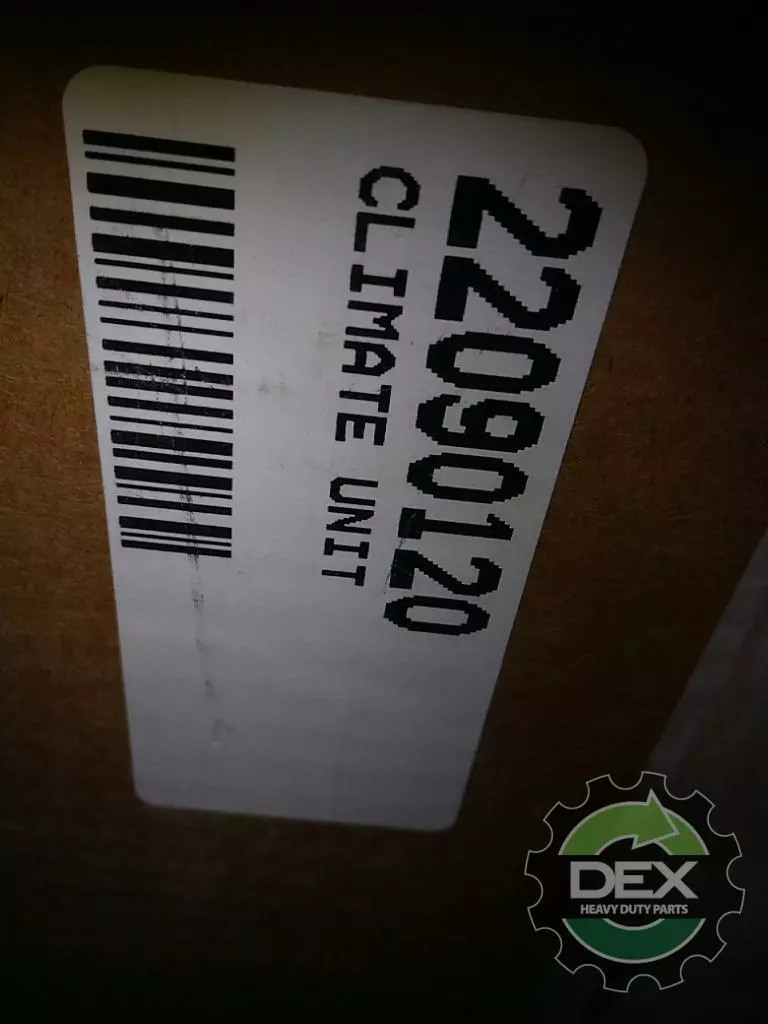 22090120
CLIMATE UNIT
DEX
HEAVY DUTY PARTS